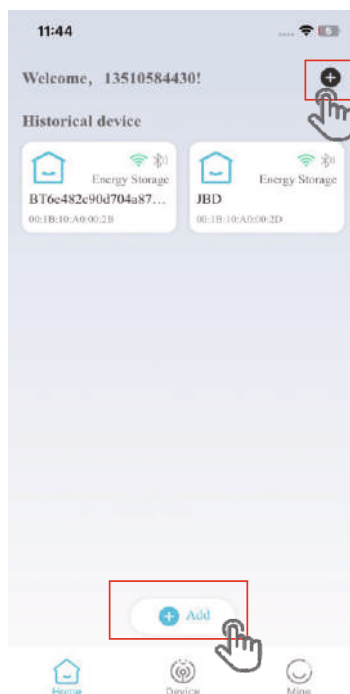 11:44
Welcome, 13510584430!
Historical device
Energy Storage
BT6e482c90d704a87...
00:1B:10:A0:00:2B
Energy Storage
JBD
00:1B:10:A0:00:2D
Add
Home
Device
Mine